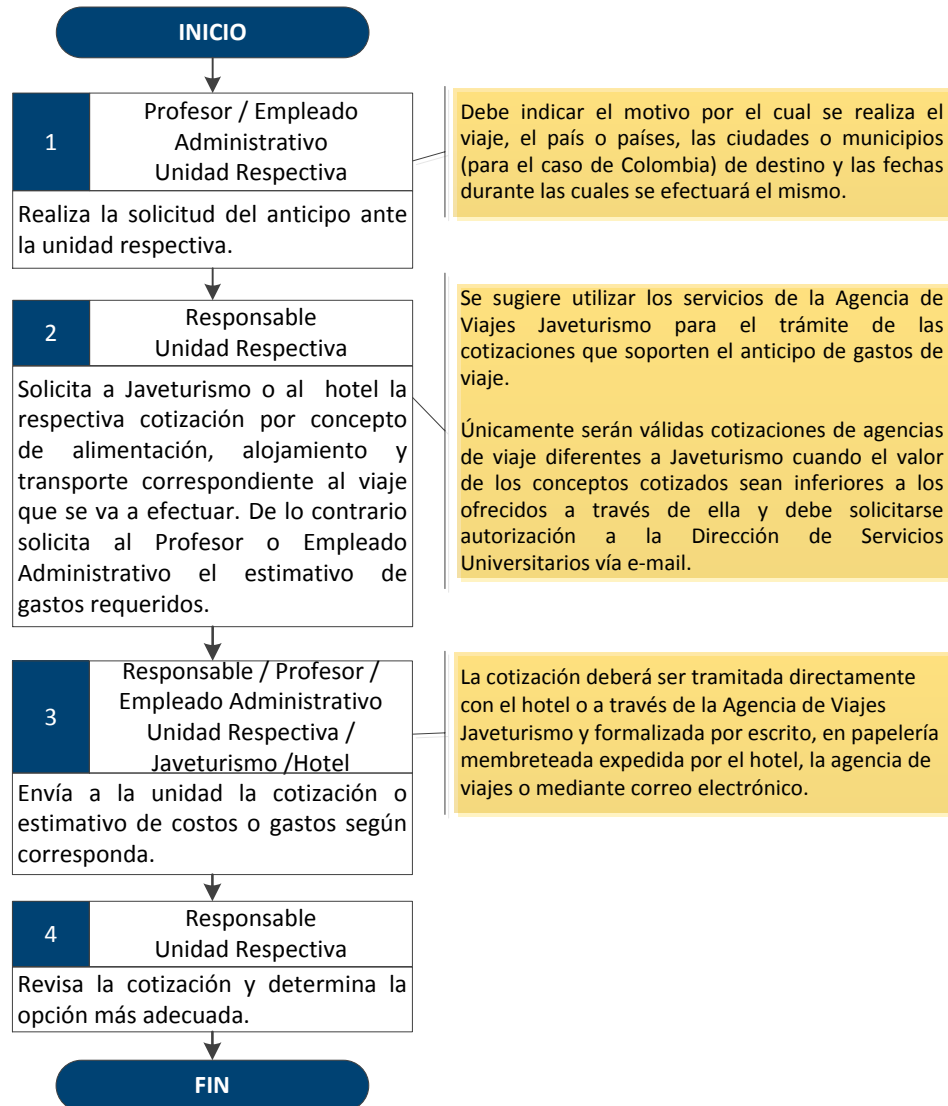 INICIO
1
Profesor / Empleado
Administrativo
Unidad Respectiva
Realiza la solicitud del anticipo ante
la unidad respectiva.
Debe indicar el motivo por el cual se realiza el
viaje, el país o países, las ciudades o municipios
(para el caso de Colombia) de destino y las fechas
durante las cuales se efectuará el mismo.
2
Responsable
Unidad Respectiva
Solicita a Javeturismo o al hotel la
respectiva cotización por concepto
de alimentación, alojamiento y
transporte correspondiente al viaje
que se va a efectuar. De lo contrario
solicita al Profesor o Empleado
Administrativo el estimativo de
gastos requeridos.
Se sugiere utilizar los servicios de la Agencia de
Viajes Javeturismo para el trámite de las
cotizaciones que soporten el anticipo de gastos de
viaje.
Únicamente serán válidas cotizaciones de agencias
de viaje diferentes a Javeturismo cuando el valor
de los conceptos cotizados sean inferiores a los
ofrecidos a través de ella y debe solicitarse
autorización a la Dirección de Servicios
Universitarios vía e-mail.
3
Responsable / Profesor /
Empleado Administrativo
Unidad Respectiva /
Javeturismo /Hotel
Envía a la unidad la cotización o
estimativo de costos o gastos según
corresponda.
La cotización deberá ser tramitada directamente
con el hotel o a través de la Agencia de Viajes
Javeturismo y formalizada por escrito, en papelería
membreteada expedida por el hotel, la agencia de
viajes o mediante correo electrónico.
4
Responsable
Unidad Respectiva
Revisa la cotización y determina la
opción más adecuada.
FIN